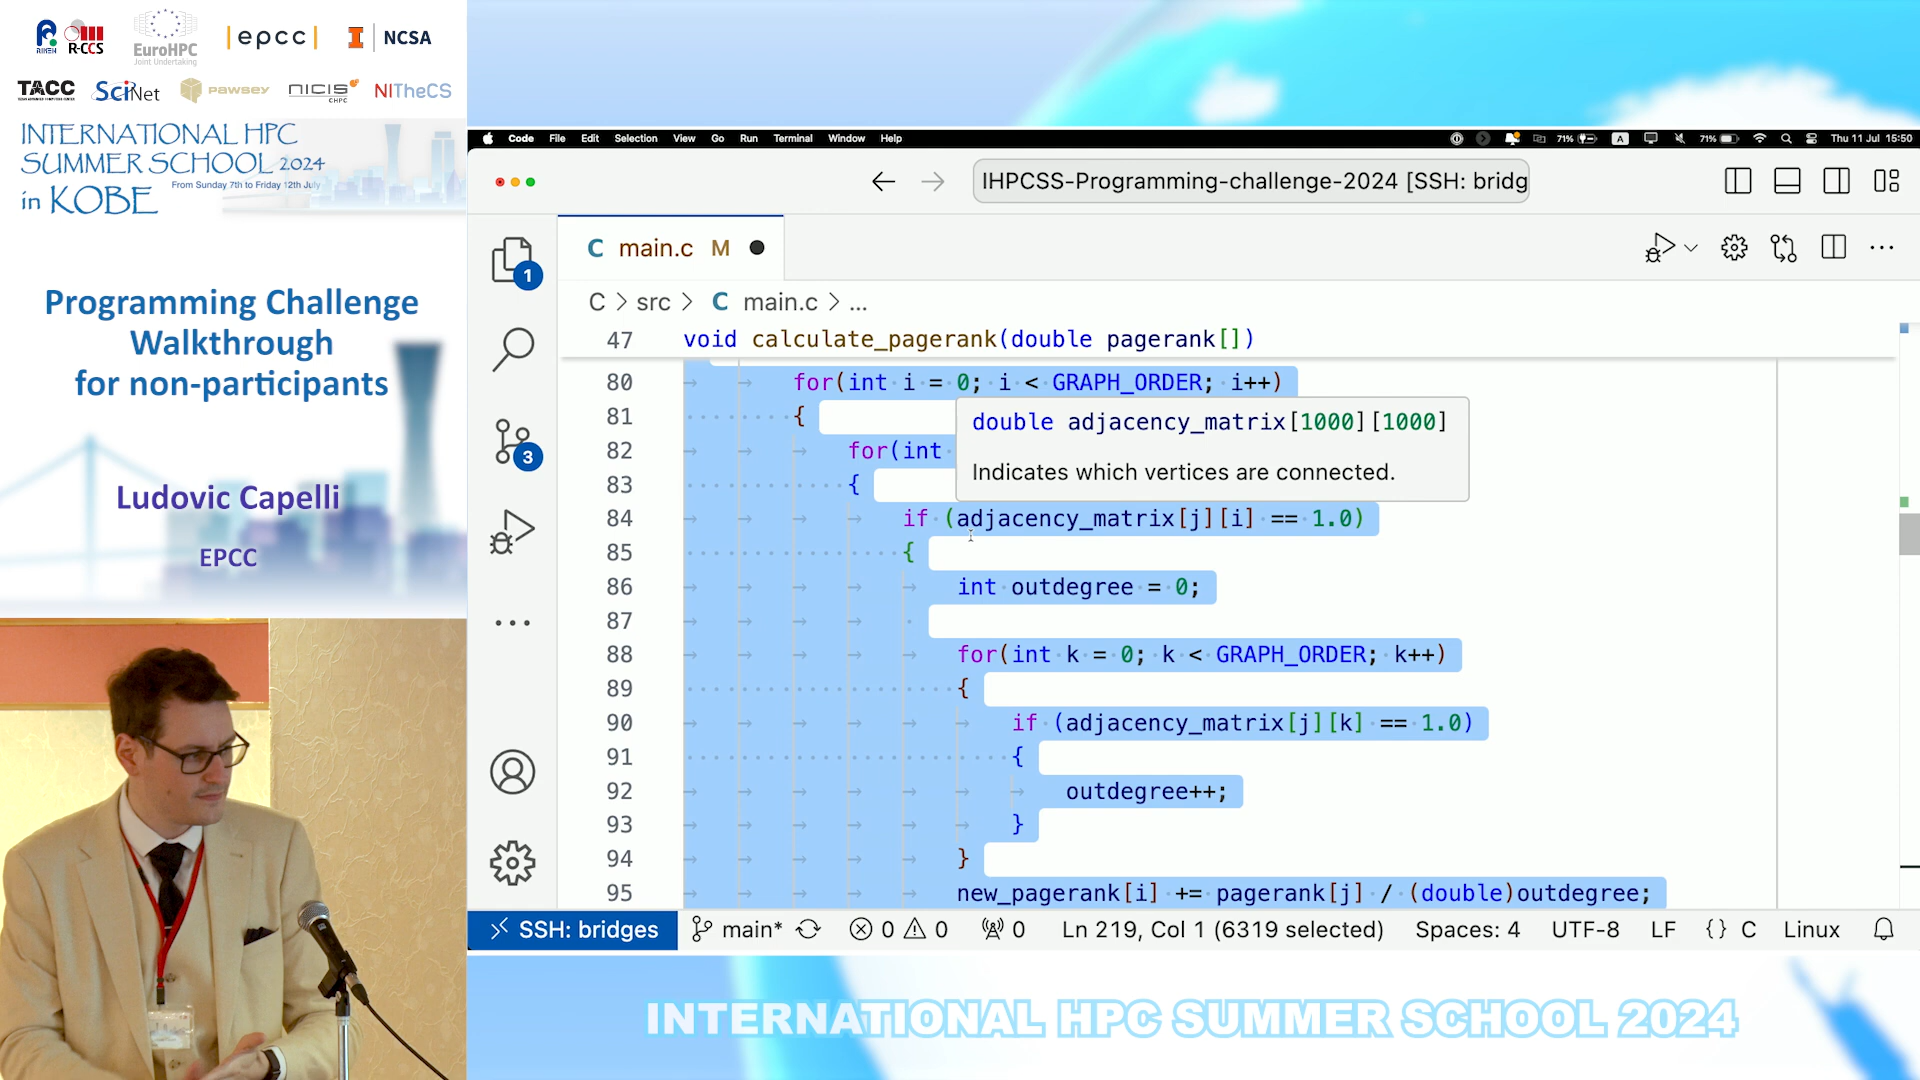 RIKEN R-CCS
EuroHPC
Joint Undertaking
epcc
NCSA
TACC
SciNet
PAWSEY
NICIS
CHPC
NITheCS
INTERNATIONAL HPC
SUMMER SCHOOL 2024
From Sunday 7th to Friday 12th July
in KOBE
Programming Challenge
Walkthrough
for non-participants
Ludovic Capelli
EPCC
Code File Edit Selection View Go Run Terminal Window Help
71% A 71% Thu 11 Jul 15:50
IHPCSS-Programming-challenge-2024 [SSH: bridg
C main.c M
1
3
C > src > C main.c > ...
47 void calculate_pagerank(double pagerank[])
80 for(int i = 0; i < GRAPH_ORDER; i++)
81 {
double adjacency_matrix[1000][1000]
82 for(int
Indicates which vertices are connected.
83 {
84 if (adjacency_matrix[j][i] == 1.0)
85 {
86 int outdegree = 0;
87
88 for(int k = 0; k < GRAPH_ORDER; k++)
89 {
90 if (adjacency_matrix[j][k] == 1.0)
91 {
92 outdegree++;
93 }
94 }
95 new_pagerank[i] += pagerank[j] / (double)outdegree;
SSH: bridges main* 0 0 0 Ln 219, Col 1 (6319 selected) Spaces: 4 UTF-8 LF {} C Linux
INTERNATIONAL HPC SUMMER SCHOOL 2024